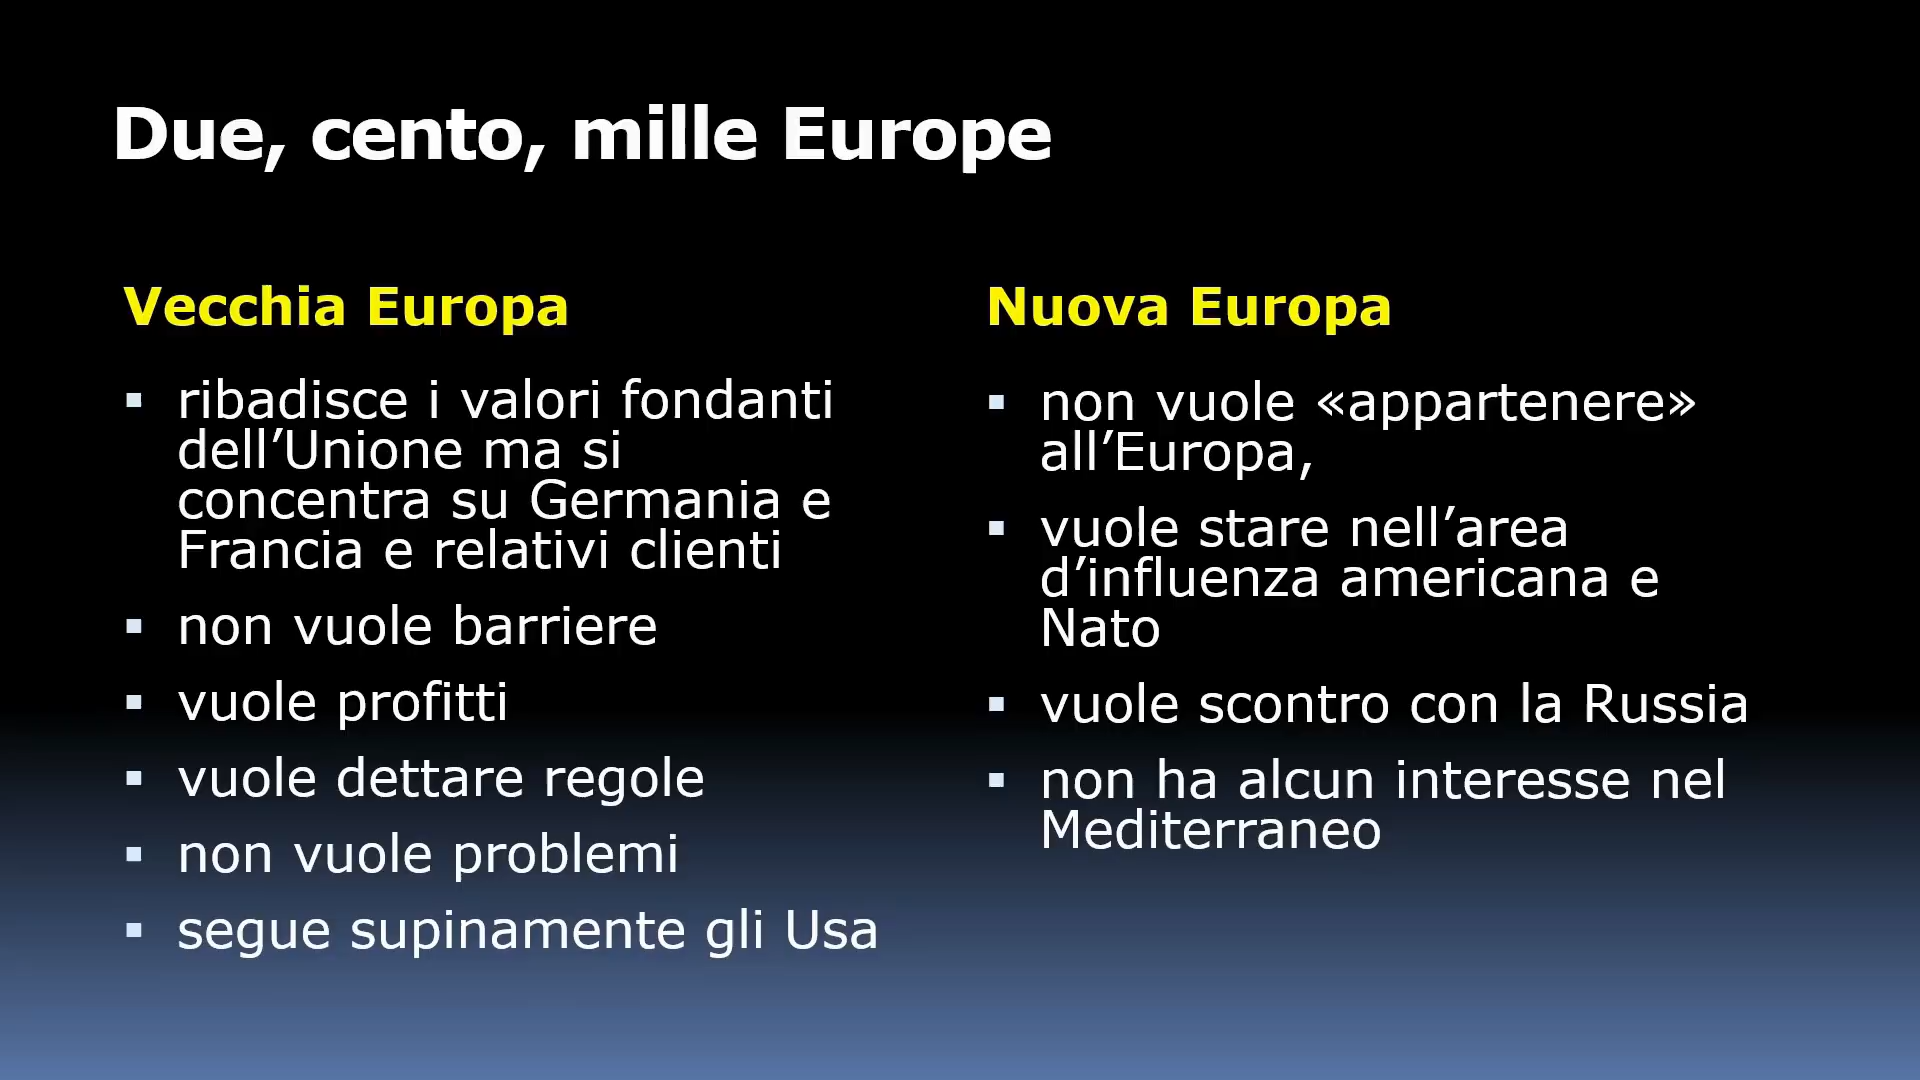 Due, cento, mille Europe
Vecchia Europa
▪ ribadisce i valori fondanti
dell’Unione ma si
concentra su Germania e
Francia e relativi clienti
▪ non vuole barriere
▪ vuole profitti
▪ vuole dettare regole
▪ non vuole problemi
▪ segue supinamente gli Usa
Nuova Europa
▪ non vuole «appartenere»
all’Europa,
▪ vuole stare nell’area
d’influenza americana e
Nato
▪ vuole scontro con la Russia
▪ non ha alcun interesse nel
Mediterraneo